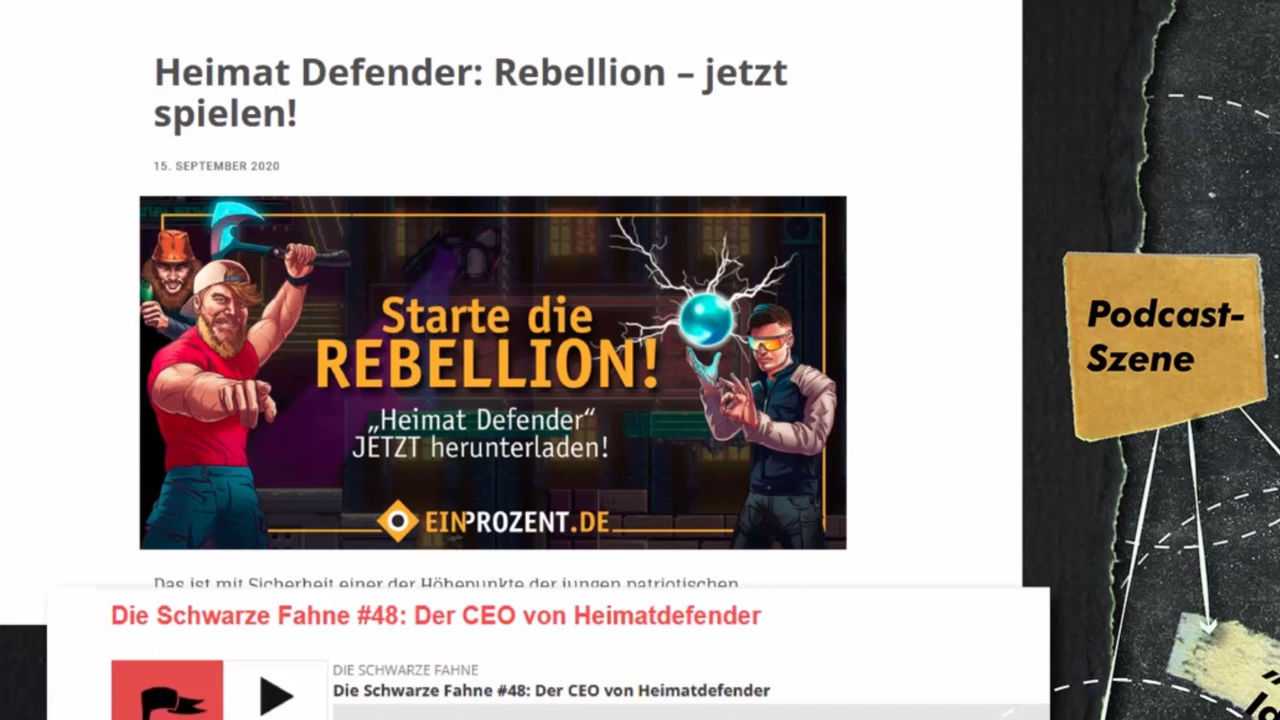 Heimat Defender: Rebellion – jetzt
spielen!
15. SEPTEMBER 2020
Starte die
REBELLION!
„Heimat Defender“
JETZT herunterladen!
EINPROZENT.DE
Das ist mit Sicherheit einer der Höhepunkte der jungen patriotischen
Die Schwarze Fahne #48: Der CEO von Heimatdefender
DIE SCHWARZE FAHNE
Die Schwarze Fahne #48: Der CEO von Heimatdefender
Podcast-
Szene